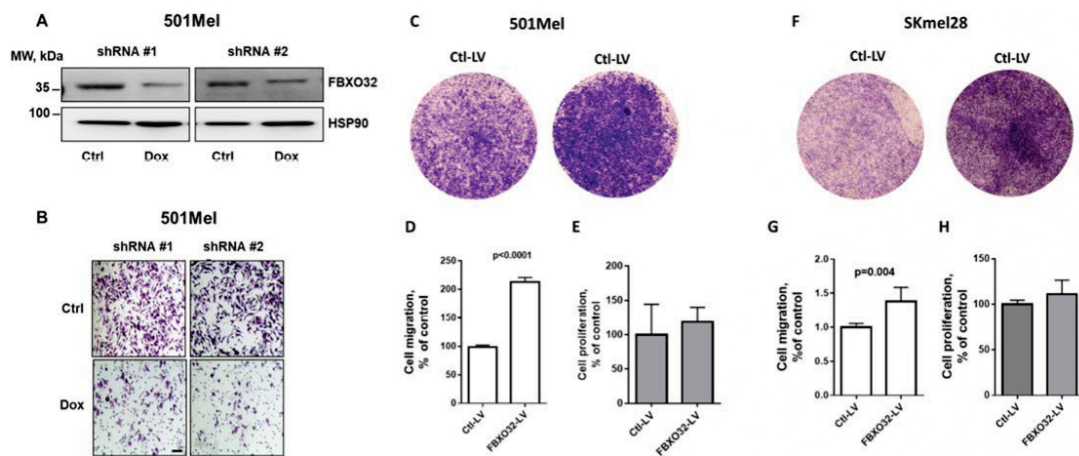 A
501Mel
MW, kDa
shRNA #1
shRNA #2
35
FBXO32
100
HSP90
Ctrl
Dox
Ctrl
Dox
B
501Mel
shRNA #1
shRNA #2
Ctrl
Dox
C
501Mel
Ctl-LV
Ctl-LV
D
Cell migration,
% of control
250
200
150
100
50
0
p<0.0001
Ctl-LV
FBXO32-LV
E
Cell proliferation,
% of control
200
150
100
50
0
Ctl-LV
FBXO32-LV
F
SKmel28
Ctl-LV
Ctl-LV
G
Cell migration,
%of control
2.0
1.5
1.0
0.5
0.0
p=0.004
Ctl-LV
FBXO32-LV
H
Cell proliferation,
% of control
150
100
50
0
Ctl-LV
FBXO32-LV